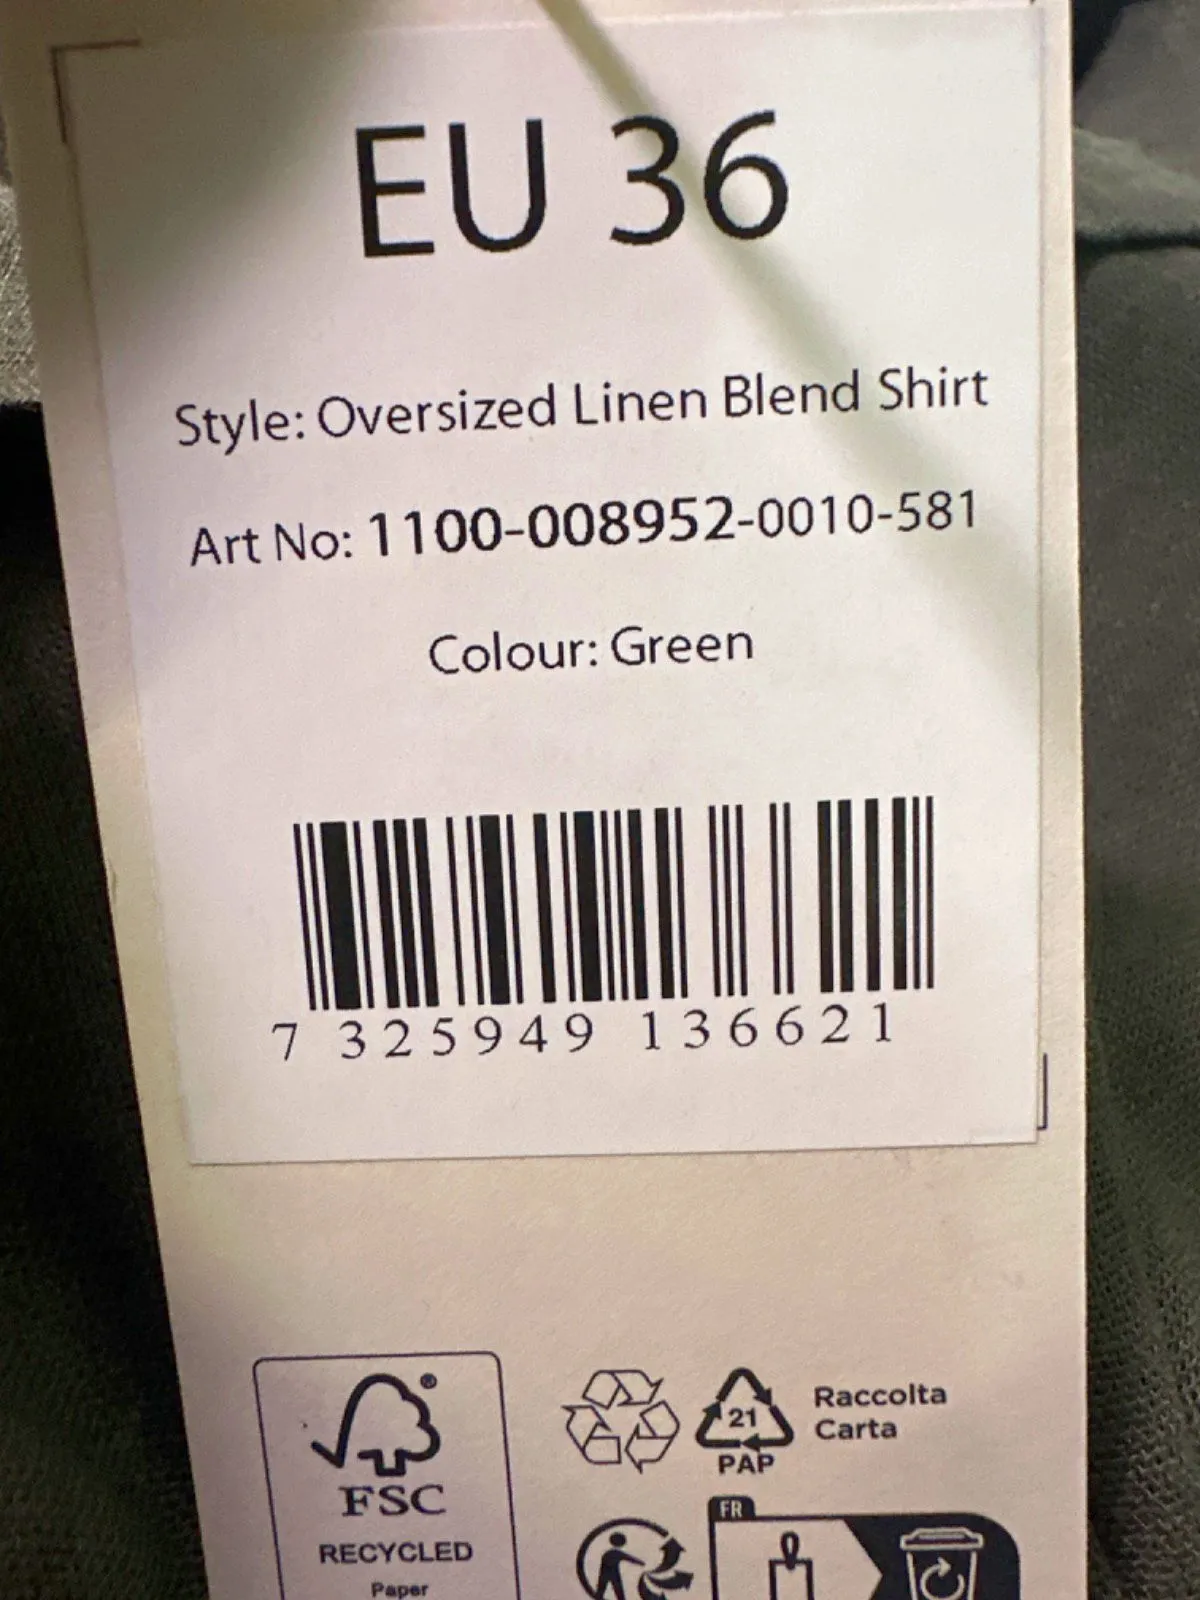 EU 36
Style: Oversized Linen Blend Shirt
Art No: 1100-008952-0010-581
Colour: Green
7 325949 136621
®
FSC
RECYCLED
Paper
21
PAP
Raccolta
Carta
FR